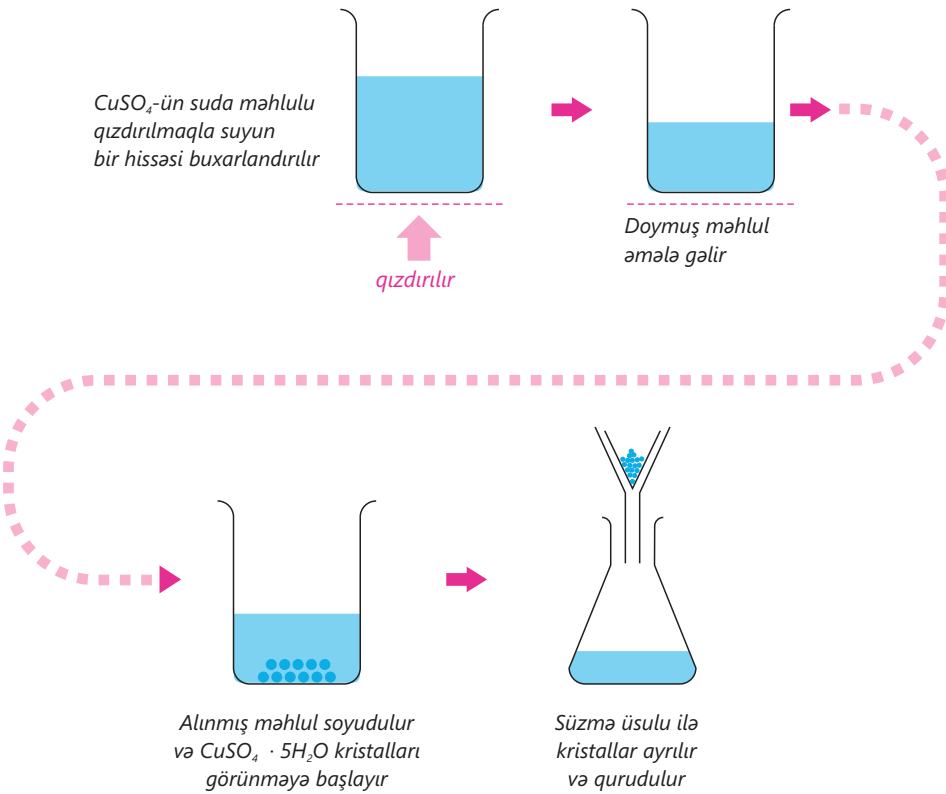 CuSO₄-ün suda məhlulu
qızdırılmaqla suyun
bir hissəsi buxarlandırılır
qızdırılır
Doymuş məhlul
əmələ gəlir
Alınmış məhlul soyudulur
və CuSO₄ · 5H₂O kristalları
görünməyə başlayır
Süzmə üsulu ilə
kristallar ayrılır
və qurudulur